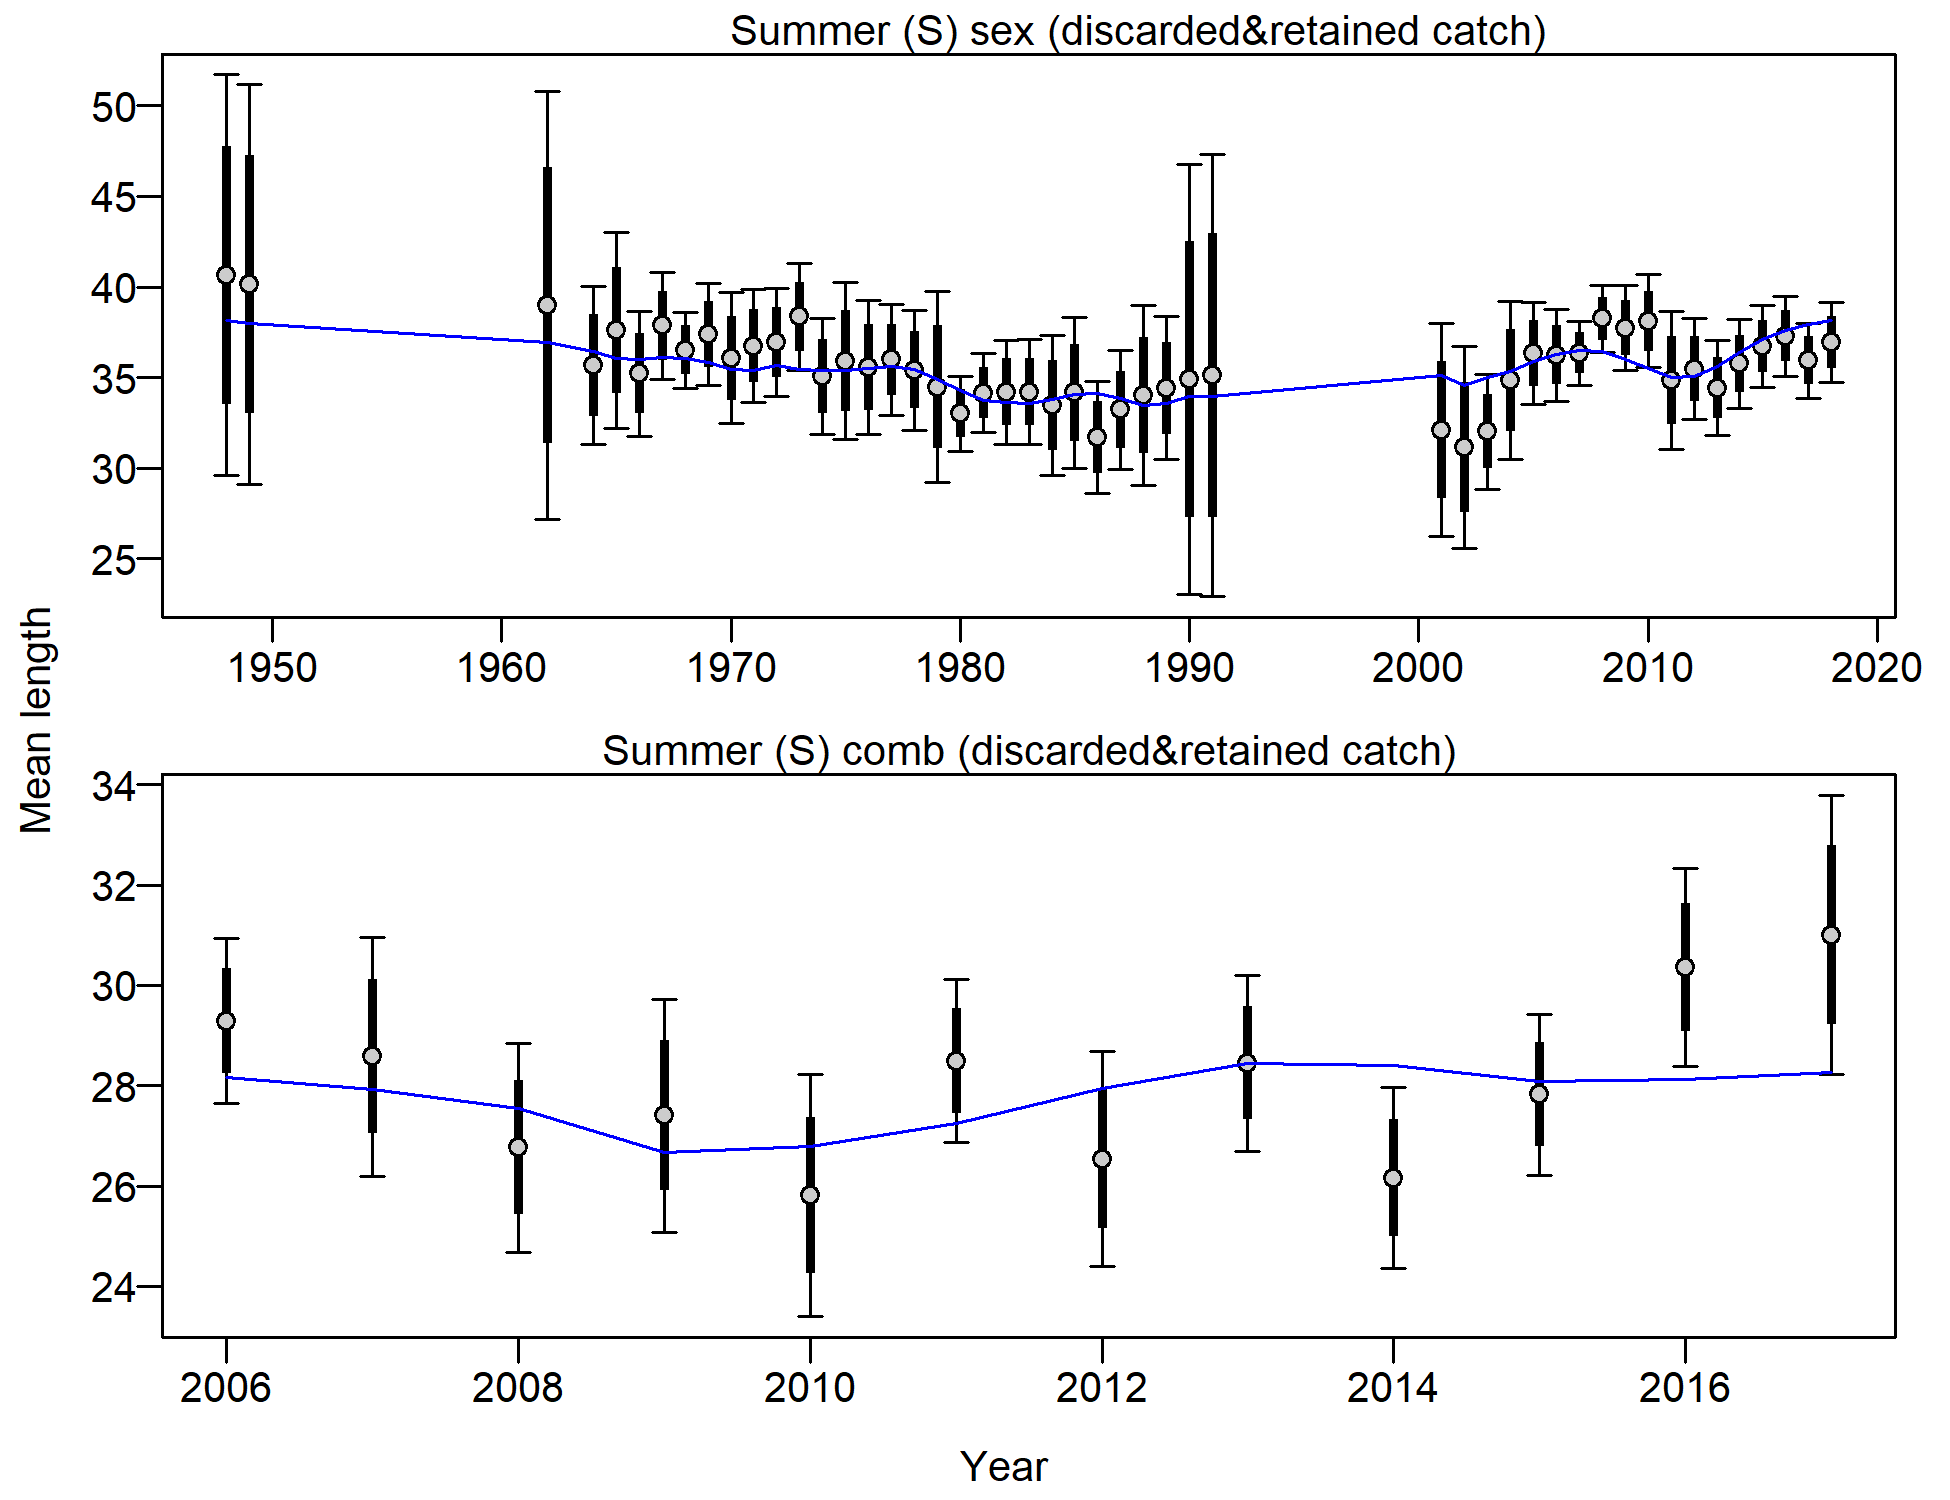 Summer (S) sex (discarded&retained catch)
50
45
40
35
30
25
1950 1960 1970 1980 1990 2000 2010 2020
Mean length
Summer (S) comb (discarded&retained catch)
34
32
30
28
26
24
2006 2008 2010 2012 2014 2016
Year